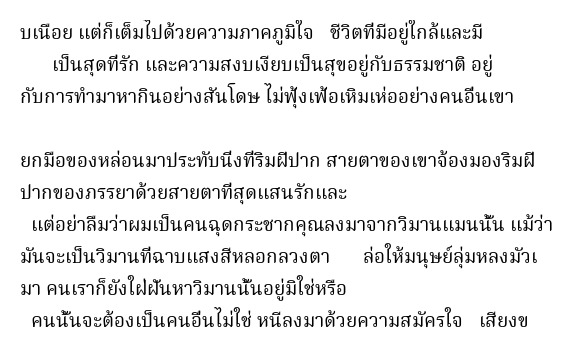 บเนือย แต่ก็เต็มไปด้วยความภาคภูมิใจ ชีวิตที่มีอยู่ใกล้และมี
เป็นสุดที่รัก และความสงบเงียบเป็นสุขอยู่กับธรรมชาติ อยู่
กับการทำมาหากินอย่างสันโดษ ไม่ฟุ้งเฟ้อเหิมเห่ออย่างคนอื่นเขา
ยกมือของหล่อนมาประทับนิ่งที่ริมฝีปาก สายตาของเขาจ้องมองริมฝี
ปากของภรรยาด้วยสายตาที่สุดแสนรักและ
แต่อย่าลืมว่าผมเป็นคนฉุดกระชากคุณลงมาจากวิมานแมนนั้น แม้ว่า
มันจะเป็นวิมานที่ฉาบแสงสีหลอกลวงตา ล่อให้มนุษย์ลุ่มหลงมัวเ
มา คนเราก็ยังใฝ่ฝันหาวิมานนั้นอยู่มิใช่หรือ
คนนั้นจะต้องเป็นคนอื่นไม่ใช่ หนีลงมาด้วยความสมัครใจ เสียงข